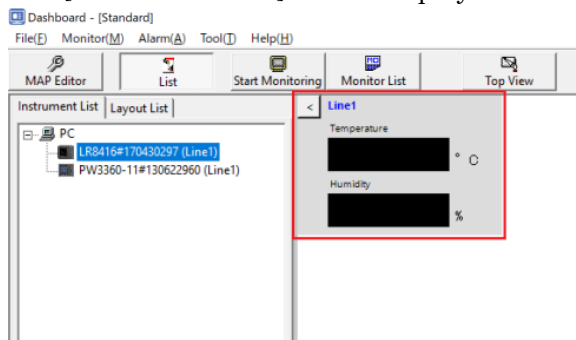 Dashboard - [Standard]
File(F) Monitor(M) Alarm(A) Tool(T) Help(H)
MAP Editor List Start Monitoring Monitor List Top View
Instrument List Layout List < Line1
PC
LR8416#170430297 (Line1)
PW3360-11#130622960 (Line1)
Temperature
° C
Humidity
%